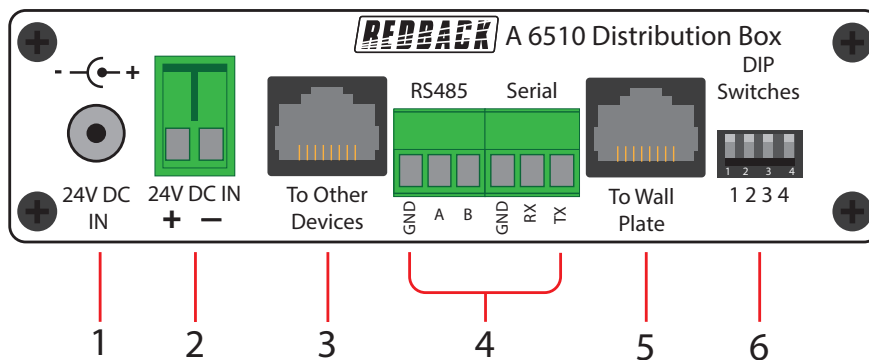 REDBACK A 6510 Distribution Box
- +
24V DC
IN
24V DC IN
+ −
To Other
Devices
RS485 Serial
GND A B GND RX TX
To Wall
Plate
DIP
Switches
1 2 3 4
1 2 3 4
1 2 3 4 5 6